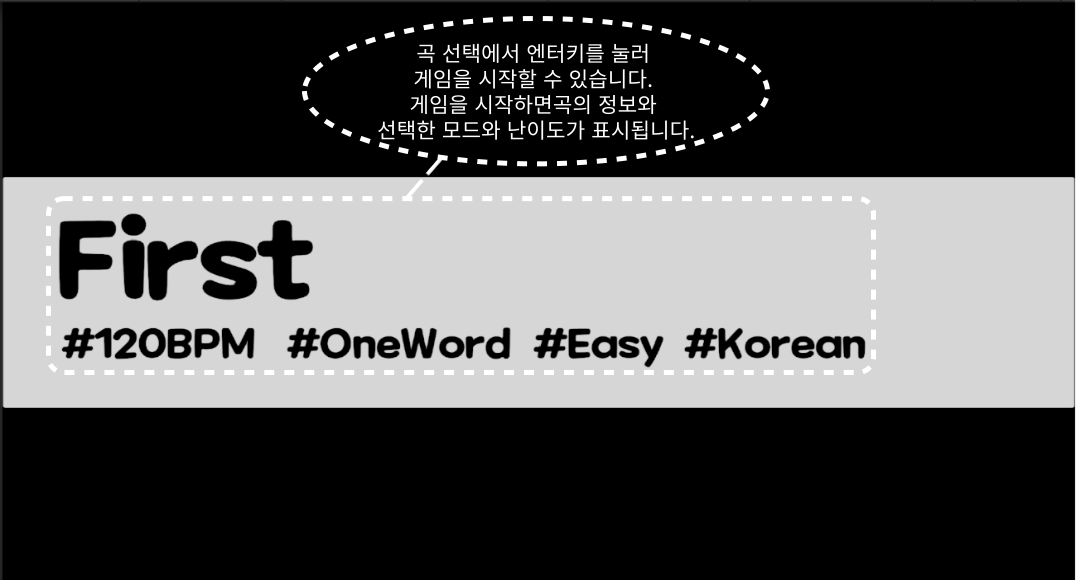 곡 선택에서 엔터키를 눌러
게임을 시작할 수 있습니다.
게임을 시작하면곡의 정보와
선택한 모드와 난이도가 표시됩니다.
First
#120BPM #OneWord #Easy #Korean